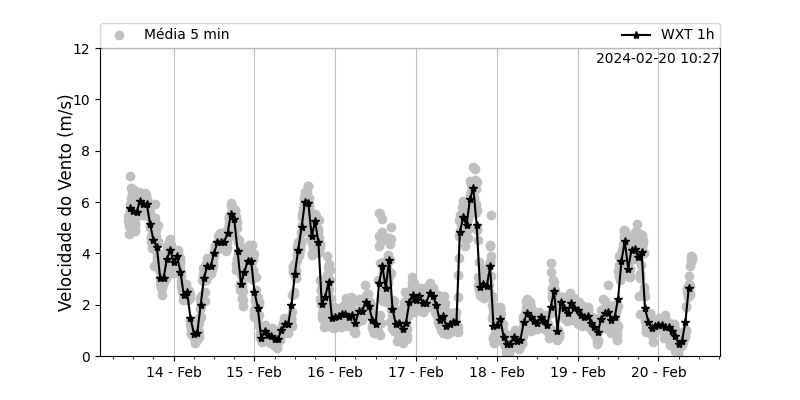 Média 5 min
WXT 1h
2024-02-20 10:27
Velocidade do Vento (m/s)
12
10
8
6
4
2
0
14 - Feb
15 - Feb
16 - Feb
17 - Feb
18 - Feb
19 - Feb
20 - Feb